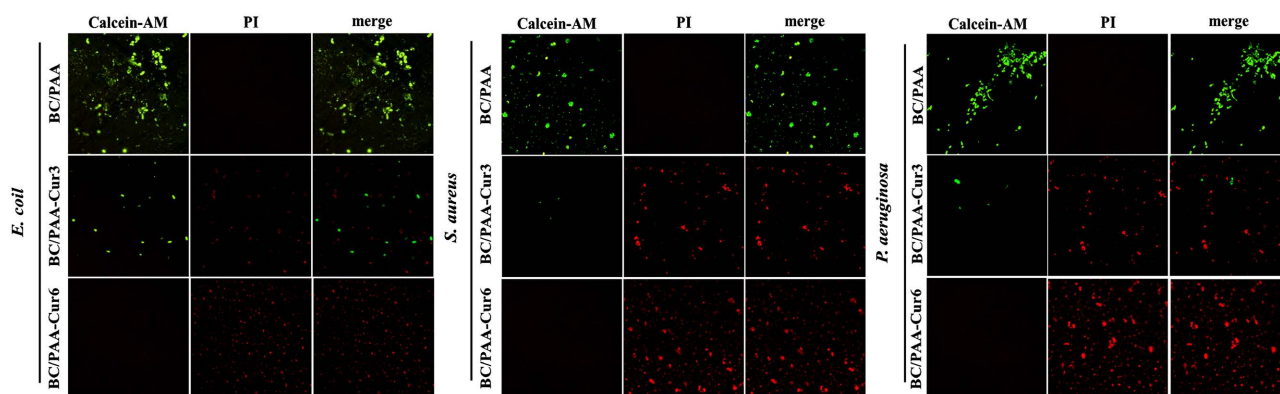 Calcein-AM PI merge
E. coil
BC/PAA
BC/PAA-Cur3
BC/PAA-Cur6
Calcein-AM PI merge
S. aureus
BC/PAA
BC/PAA-Cur3
BC/PAA-Cur6
Calcein-AM PI merge
P. aeruginosa
BC/PAA
BC/PAA-Cur3
BC/PAA-Cur6